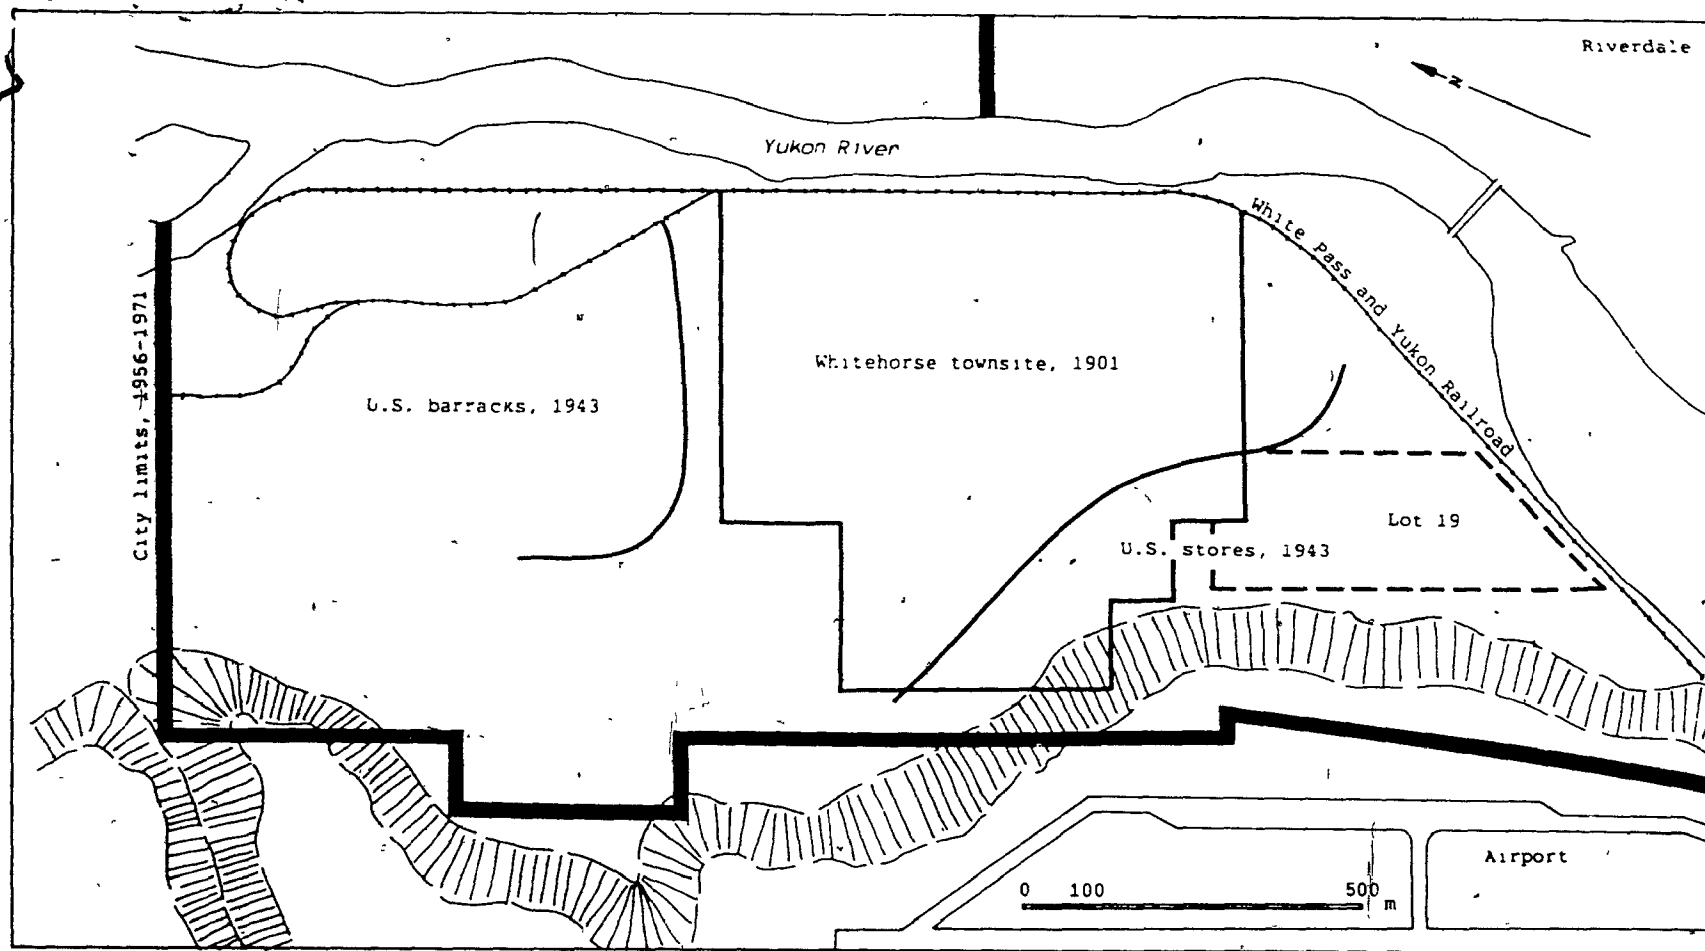 Riverdale
N
Yukon River
White Pass and Yukon Railroad
City limits, 1956-1971
Whitehorse townsite, 1901
U.S. barracks, 1943
Lot 19
U.S. stores, 1943
Airport
0 100 500 m